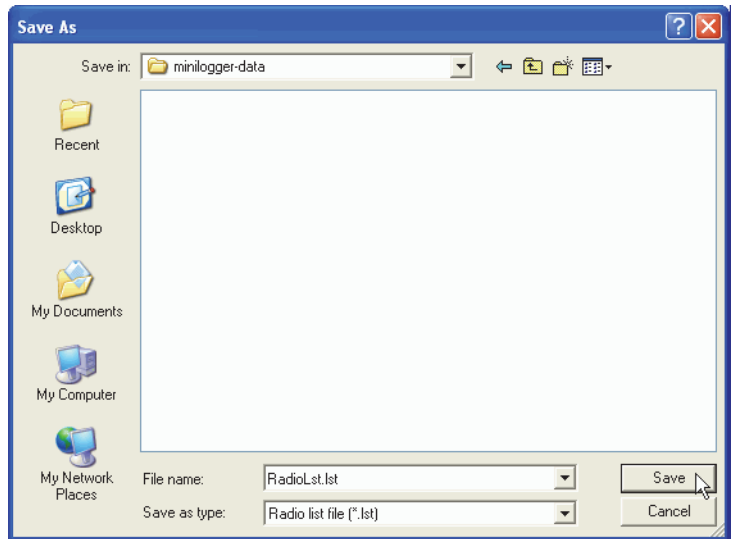 Save As
Save in: minilogger-data
Recent
Desktop
My Documents
My Computer
My Network
Places
File name: RadioLst.lst Save
Save as type: Radio list file (*.lst) Cancel